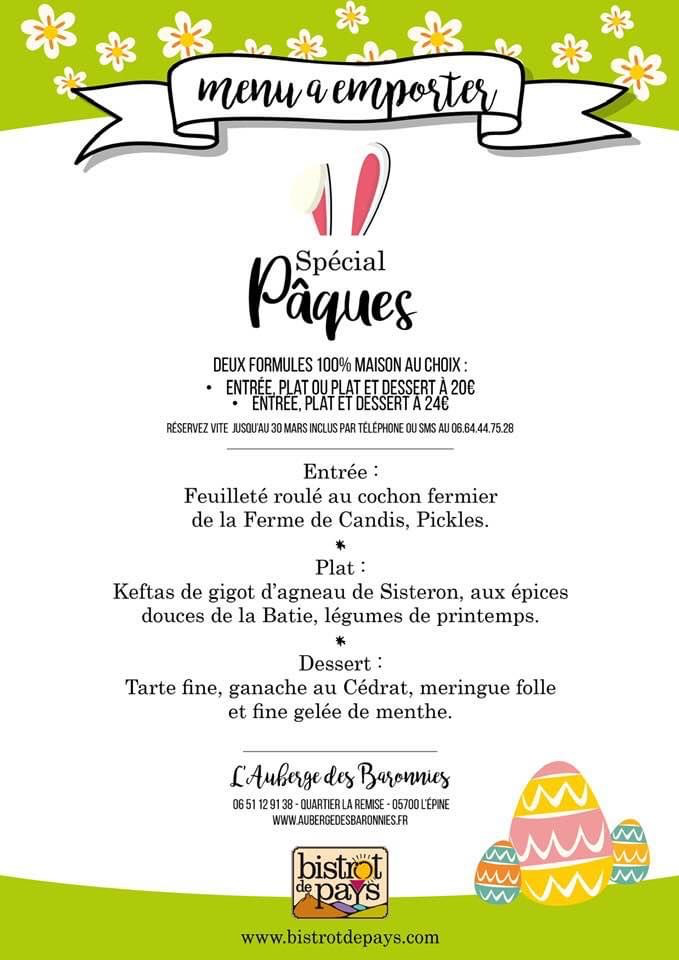 menu a emporter
Spécial
Pâques
DEUX FORMULES 100% MAISON AU CHOIX :
• ENTRÉE, PLAT OU PLAT ET DESSERT À 20€
• ENTRÉE, PLAT ET DESSERT À 24€
RÉSERVEZ VITE JUSQU'AU 30 MARS INCLUS PAR TÉLÉPHONE OU SMS AU 06.64.44.75.28
Entrée :
Feuilleté roulé au cochon fermier
de la Ferme de Candis, Pickles.
*
Plat :
Keftas de gigot d'agneau de Sisteron, aux épices
douces de la Batie, légumes de printemps.
*
Dessert :
Tarte fine, ganache au Cédrat, meringue folle
et fine gelée de menthe.
L'Auberge des Baronnies
06 51 12 91 38 - QUARTIER LA REMISE - 05700 L'ÉPINE
WWW.AUBERGEDESBARONNIES.FR
bistrot
de pays
www.bistrotdepays.com